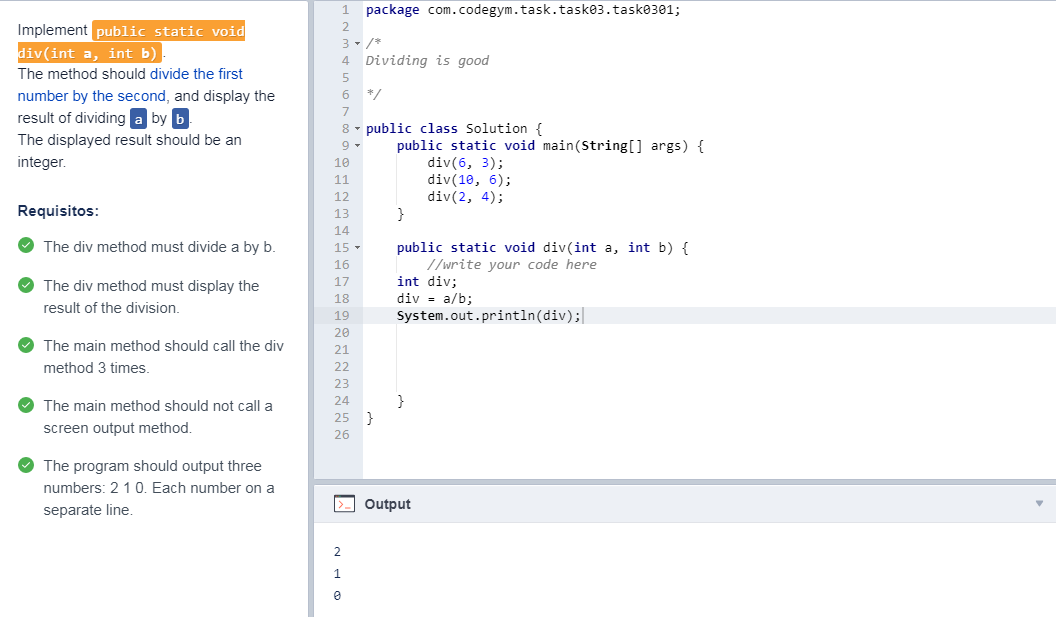 Implement public static void
div(int a, int b).
The method should divide the first
number by the second, and display the
result of dividing a by b.
The displayed result should be an
integer.
Requisitos:
The div method must divide a by b.
The div method must display the
result of the division.
The main method should call the div
method 3 times.
The main method should not call a
screen output method.
The program should output three
numbers: 2 1 0. Each number on a
separate line.
1 package com.codegym.task.task03.task0301;
2
3 /*
4 Dividing is good
5
6 */
7
8 public class Solution {
9 public static void main(String[] args) {
10 div(6, 3);
11 div(10, 6);
12 div(2, 4);
13 }
14
15 public static void div(int a, int b) {
16 //write your code here
17 int div;
18 div = a/b;
19 System.out.println(div);
20
21
22
23
24 }
25 }
26
>_ Output
2
1
0